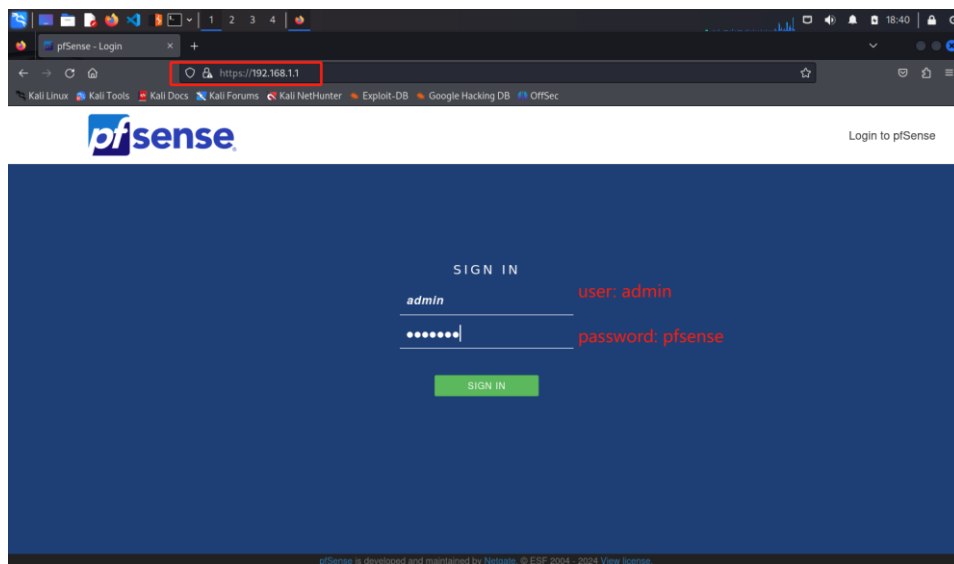 1 2 3 4
18:40
pfSense - Login
https://192.168.1.1
Kali Linux Kali Tools Kali Docs Kali Forums Kali NetHunter Exploit-DB Google Hacking DB OffSec
pfsense
Login to pfSense
SIGN IN
admin
user: admin
•••••••
password: pfsense
SIGN IN
pfSense is developed and maintained by Netgate. © ESF 2004 - 2024 View license.